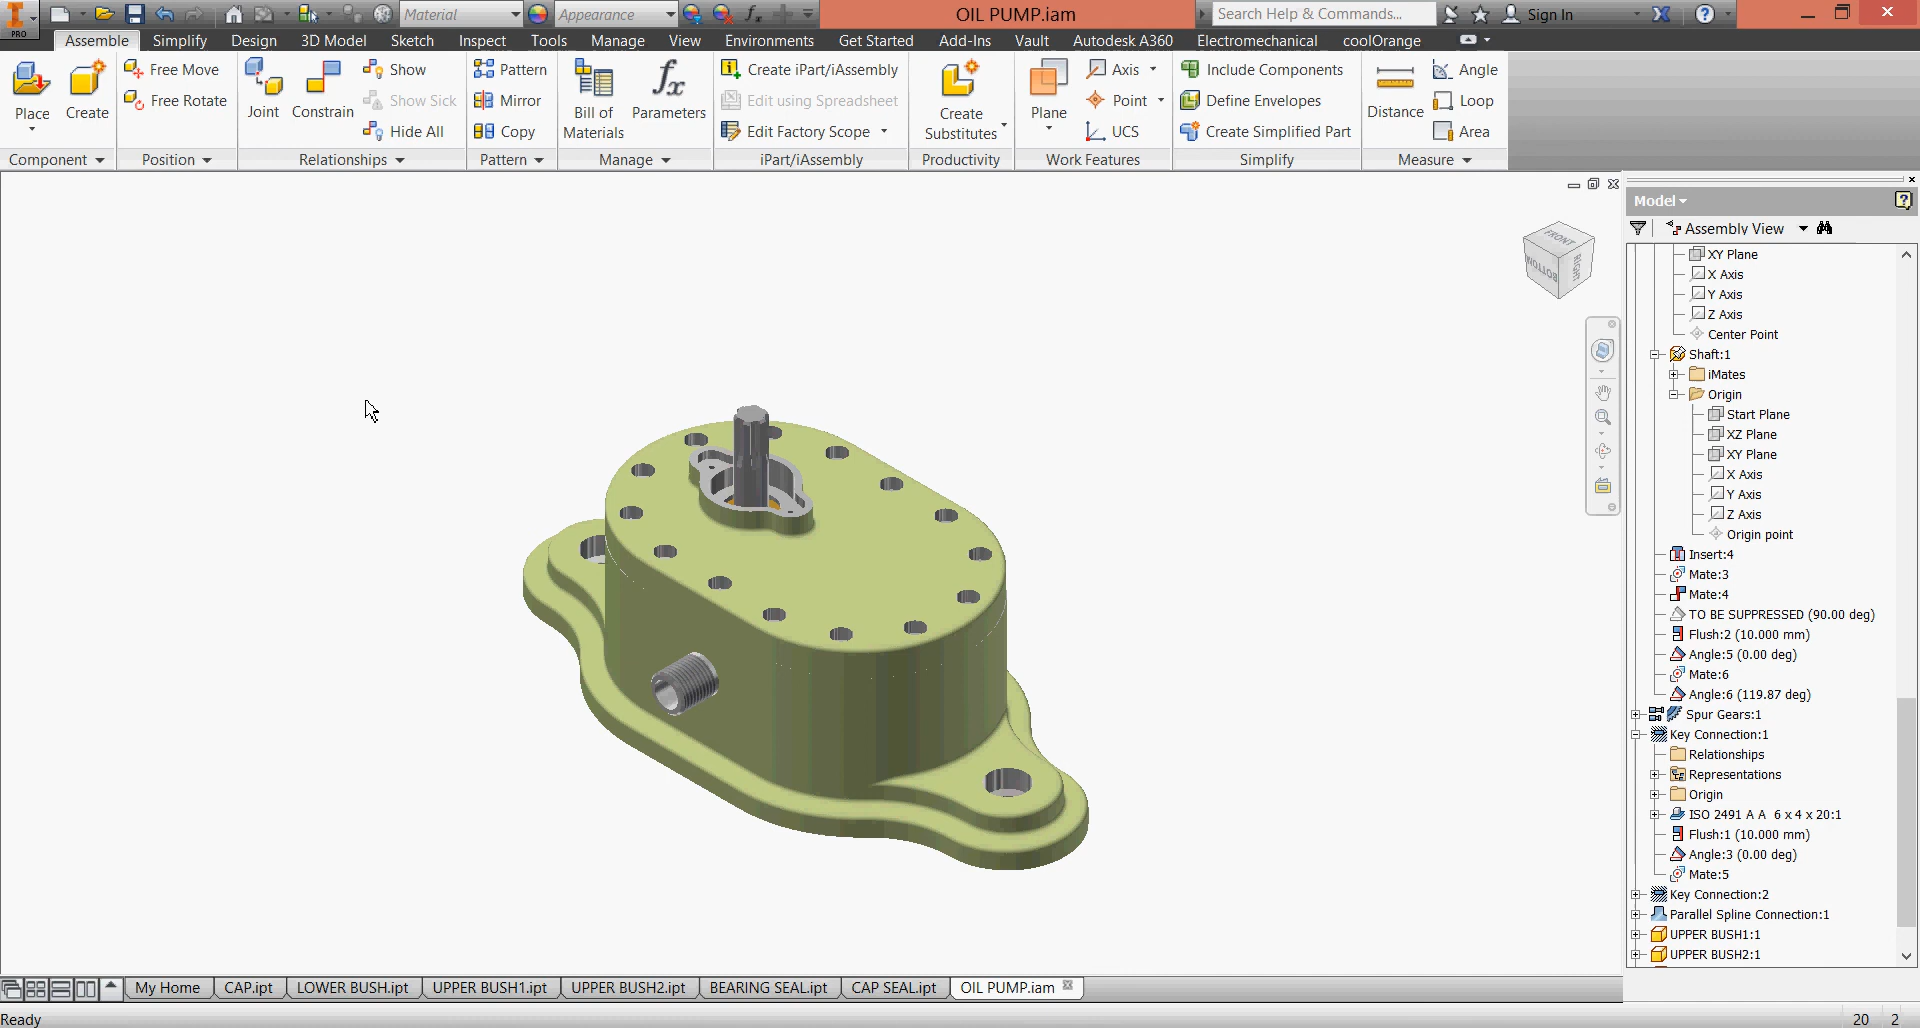 PRO
Material
Appearance
OIL PUMP.iam
Search Help & Commands...
Sign In
Assemble Simplify Design 3D Model Sketch Inspect Tools Manage View Environments Get Started Add-Ins Vault Autodesk A360 Electromechanical coolOrange
Place
Create
Free Move
Free Rotate
Component
Position
Joint
Constrain
Show
Show Sick
Hide All
Relationships
Pattern
Mirror
Copy
Pattern
Bill of
Materials
Parameters
Manage
Create iPart/iAssembly
Edit using Spreadsheet
Edit Factory Scope
iPart/iAssembly
Create
Substitutes
Productivity
Plane
Axis
Point
UCS
Work Features
Include Components
Define Envelopes
Create Simplified Part
Simplify
Distance
Angle
Loop
Area
Measure
FRONT
BOTTOM
RIGHT
Model
Assembly View
XY Plane
X Axis
Y Axis
Z Axis
Center Point
Shaft:1
iMates
Origin
Start Plane
XZ Plane
XY Plane
X Axis
Y Axis
Z Axis
Origin point
Insert:4
Mate:3
Mate:4
TO BE SUPPRESSED (90.00 deg)
Flush:2 (10.000 mm)
Angle:5 (0.00 deg)
Mate:6
Angle:6 (119.87 deg)
Spur Gears:1
Key Connection:1
Relationships
Representations
Origin
ISO 2491 A A 6 x 4 x 20:1
Flush:1 (10.000 mm)
Angle:3 (0.00 deg)
Mate:5
Key Connection:2
Parallel Spline Connection:1
UPPER BUSH1:1
UPPER BUSH2:1
My Home CAP.ipt LOWER BUSH.ipt UPPER BUSH1.ipt UPPER BUSH2.ipt BEARING SEAL.ipt CAP SEAL.ipt OIL PUMP.iam
Ready
20 2